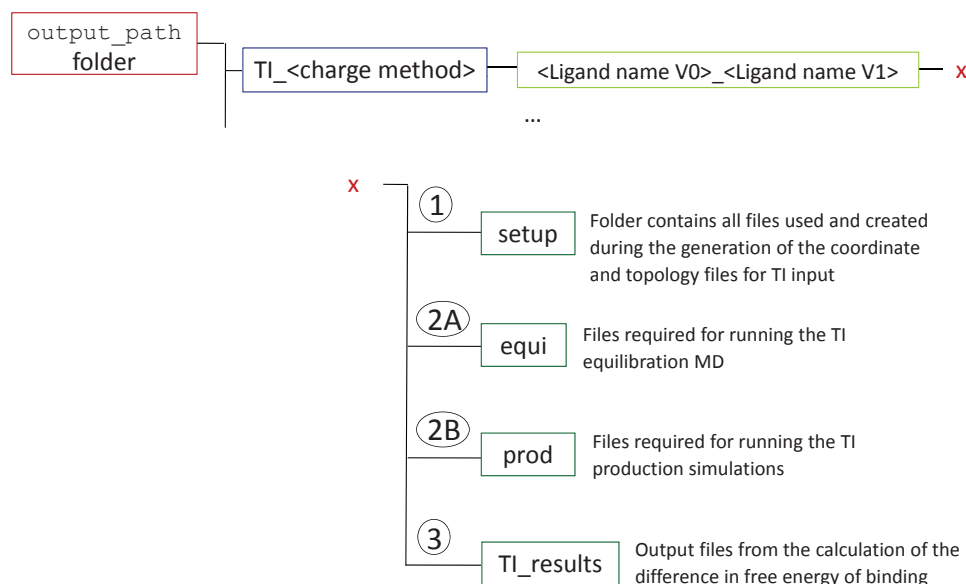 output_path
folder
TI_<charge method>
<Ligand name V0>_<Ligand name V1>
x
...
x
1
setup
Folder contains all files used and created
during the generation of the coordinate
and topology files for TI input
2A
equi
Files required for running the TI
equilibration MD
2B
prod
Files required for running the TI
production simulations
3
TI_results
Output files from the calculation of the
difference in free energy of binding